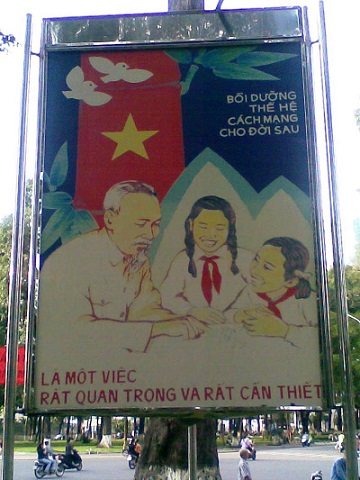 BỒI DƯỠNG
THẾ HỆ
CÁCH MẠNG
CHO ĐỜI SAU
LÀ MỘT VIỆC
RẤT QUAN TRỌNG VÀ RẤT CẦN THIẾT